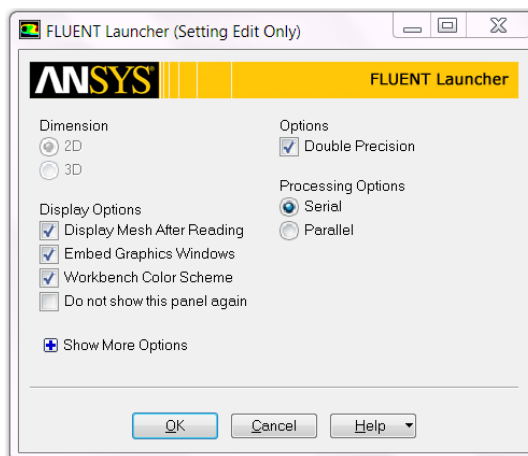 FLUENT Launcher (Setting Edit Only)
ANSYS
FLUENT Launcher
Dimension
2D
3D
Display Options
Display Mesh After Reading
Embed Graphics Windows
Workbench Color Scheme
Do not show this panel again
Show More Options
Options
Double Precision
Processing Options
Serial
Parallel
OK
Cancel
Help